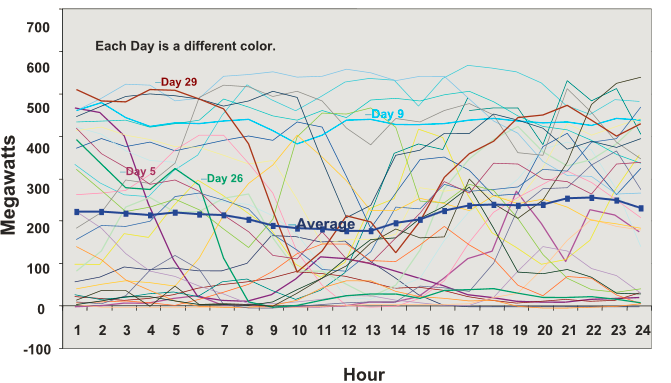 700
Each Day is a different color.
600
Day 29
500
Day 9
400
Day 5
Day 26
300
200
Average
100
0
-100
Megawatts
1 2 3 4 5 6 7 8 9 10 11 12 13 14 15 16 17 18 19 20 21 22 23 24
Hour